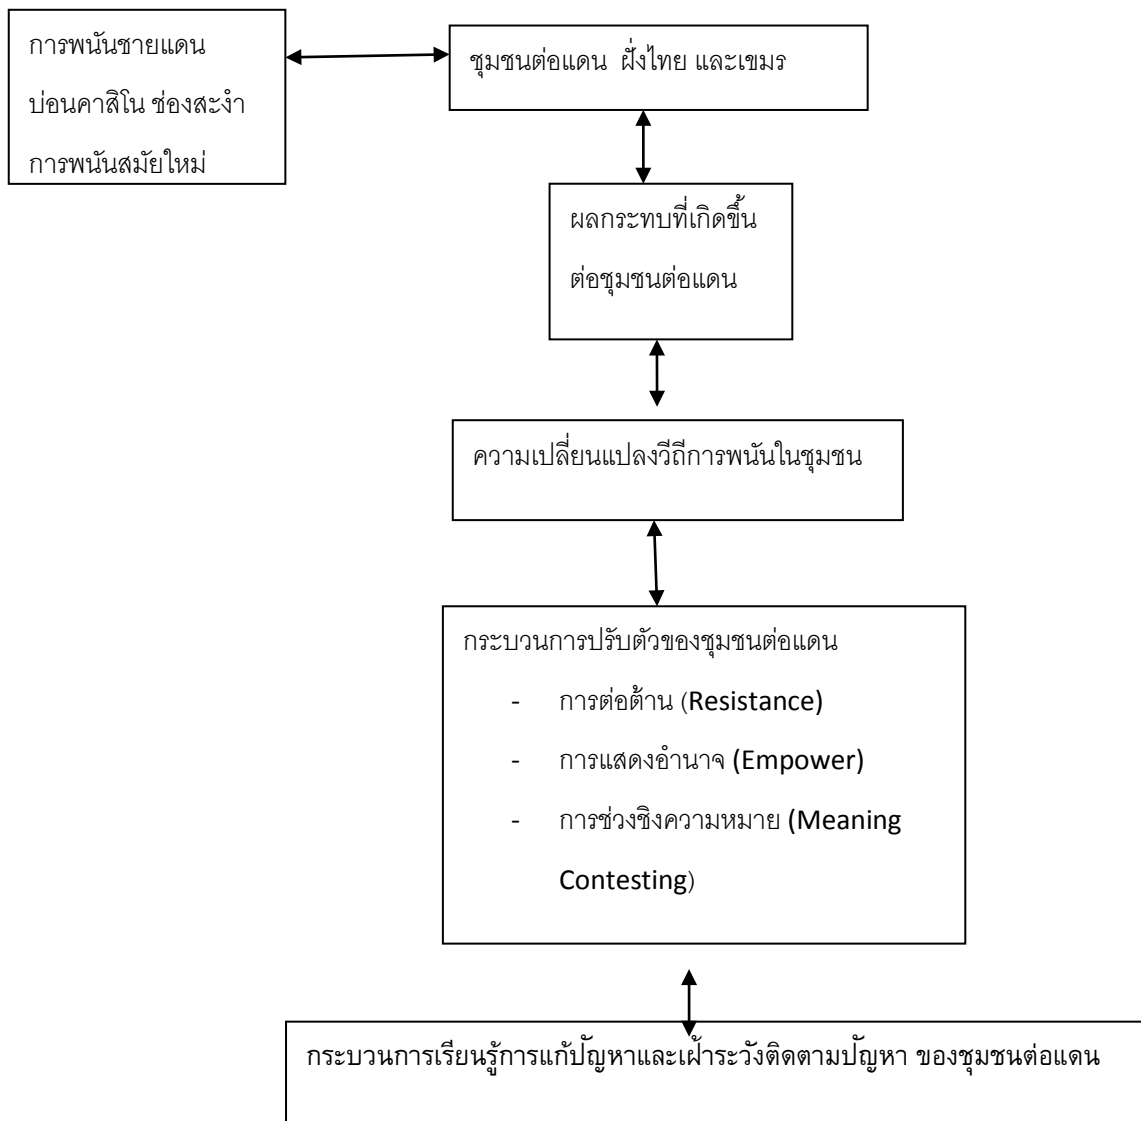 การพนันชายแดน
บ่อนคาสิโน ช่องสะงำ
การพนันสมัยใหม่
ชุมชนต่อแดน  ฝั่งไทย และเขมร
ผลกระทบที่เกิดขึ้น
ต่อชุมชนต่อแดน
ความเปลี่ยนแปลงวีถีการพนันในชุมชน
กระบวนการปรับตัวของชุมชนต่อแดน
- การต่อต้าน (Resistance)
- การแสดงอำนาจ (Empower)
- การช่วงชิงความหมาย (Meaning
Contesting)
กระบวนการเรียนรู้การแก้ปัญหาและเฝ้าระวังติดตามปัญหา ของชุมชนต่อแดน